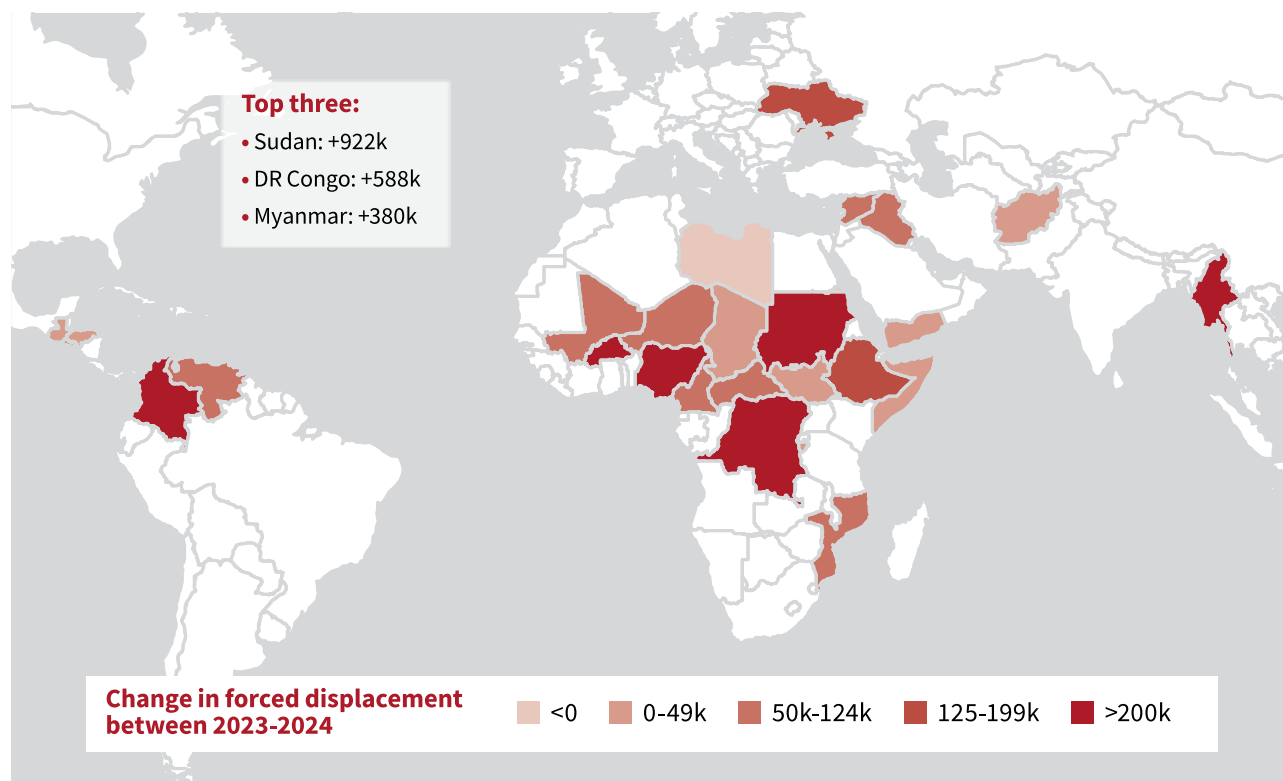 Top three:
• Sudan: +922k
• DR Congo: +588k
• Myanmar: +380k
Change in forced displacement
between 2023-2024
<0
0-49k
50k-124k
125-199k
>200k